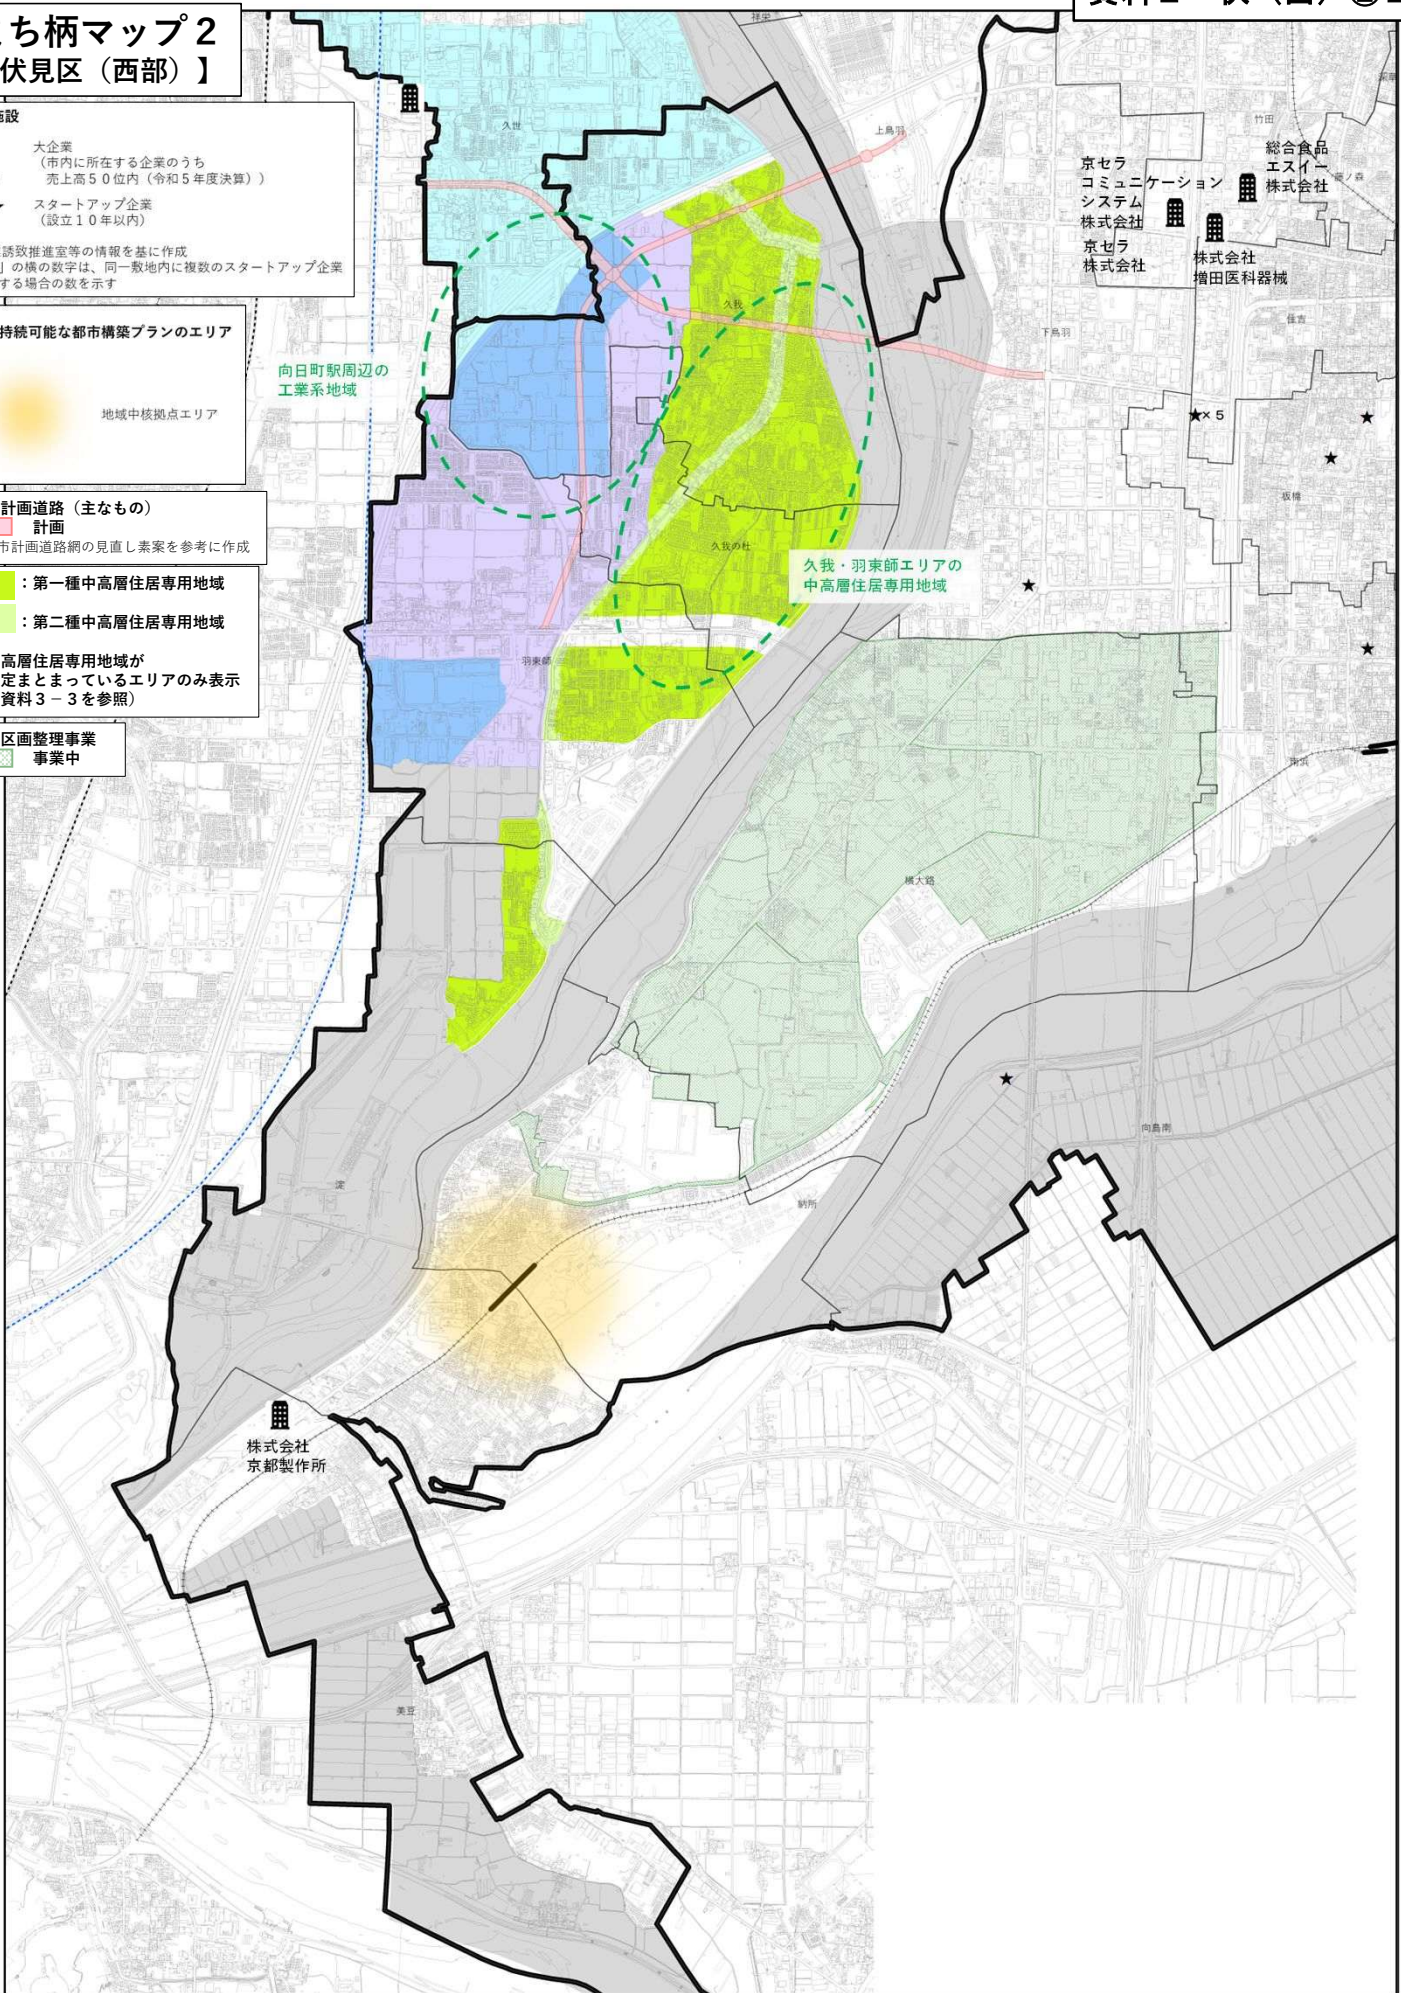 ち柄マップ２
伏見区（西部）】
施設
大企業
（市内に所在する企業のうち
売上高５０位内（令和５年度決算））
スタートアップ企業
（設立１０年以内）
誘致推進室等の情報を基に作成
」の横の数字は、同一敷地内に複数のスタートアップ企業
する場合の数を示す
持続可能な都市構築プランのエリア
地域中核拠点エリア
計画道路（主なもの）
計画
市計画道路網の見直し素案を参考に作成
：第一種中高層住居専用地域
：第二種中高層住居専用地域
高層住居専用地域が
定まとまっているエリアのみ表示
資料３－３を参照）
区画整理事業
事業中
祥栄
久世
上鳥羽
竹田
藤ノ森
総合食品
エスイー
株式会社
京セラ
コミュニケーション
システム
株式会社
京セラ
株式会社
株式会社
増田医科器械
久我
下鳥羽
住吉
向日町駅周辺の
工業系地域
★× 5
板橋
久我の杜
久我・羽束師エリアの
中高層住居専用地域
羽束師
南浜
横大路
向島南
淀
納所
株式会社
京都製作所
美豆